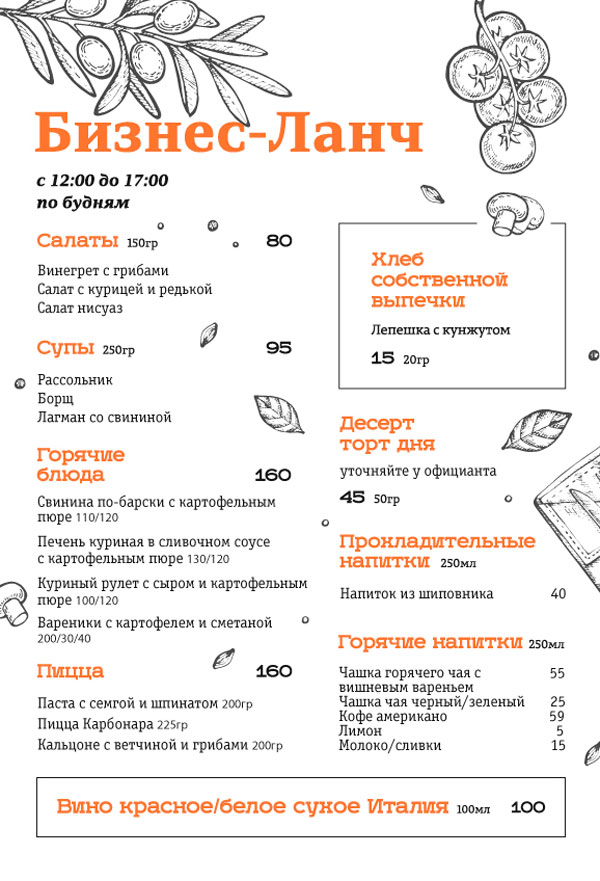 Бизнес-Ланч
с 12:00 до 17:00
по будням
Салаты 150гр 80
Винегрет с грибами
Салат с курицей и редькой
Салат нисуаз
Супы 250гр 95
Рассольник
Борщ
Лагман со свининой
Горячие
блюда 160
Свинина по-барски с картофельным
пюре 110/120
Печень куриная в сливочном соусе
с картофельным пюре 130/120
Куриный рулет с сыром и картофельным
пюре 100/120
Вареники с картофелем и сметаной
200/30/40
Пицца 160
Паста с семгой и шпинатом 200гр
Пицца Карбонара 225гр
Кальцоне с ветчиной и грибами 200гр
Хлеб
собственной
выпечки
Лепешка с кунжутом
15 20гр
Десерт
торт дня
уточняйте у официанта
45 50гр
Прохладительные
напитки 250мл
Напиток из шиповника 40
Горячие напитки 250мл
Чашка горячего чая с 55
вишневым вареньем
Чашка чая черный/зеленый 25
Кофе американо 59
Лимон 5
Молоко/сливки 15
Вино красное/белое сухое Италия 100мл 100